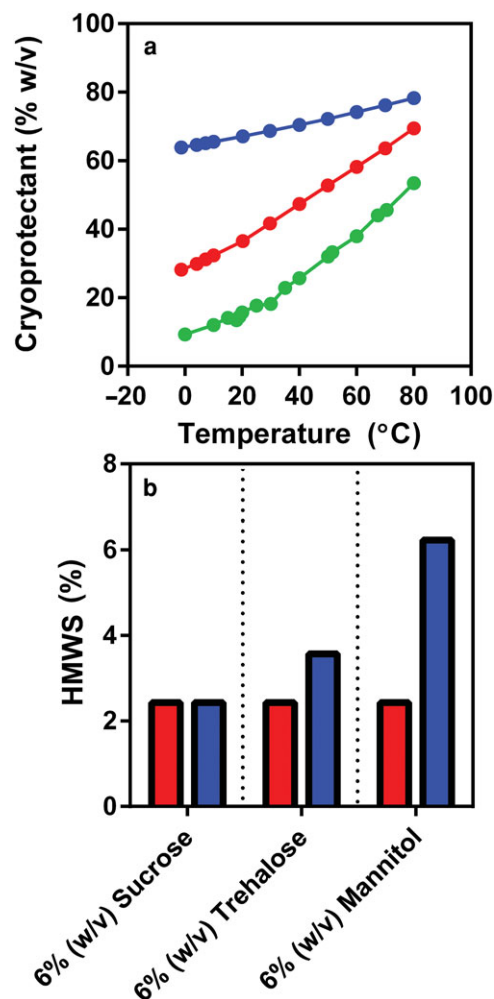 a
100
80
60
40
20
0
Cryoprotectant (% w/v)
−20 0 20 40 60 80 100
Temperature (°C)
b
8
6
4
2
0
HMWS (%)
6% (w/v) Sucrose
6% (w/v) Trehalose
6% (w/v) Mannitol